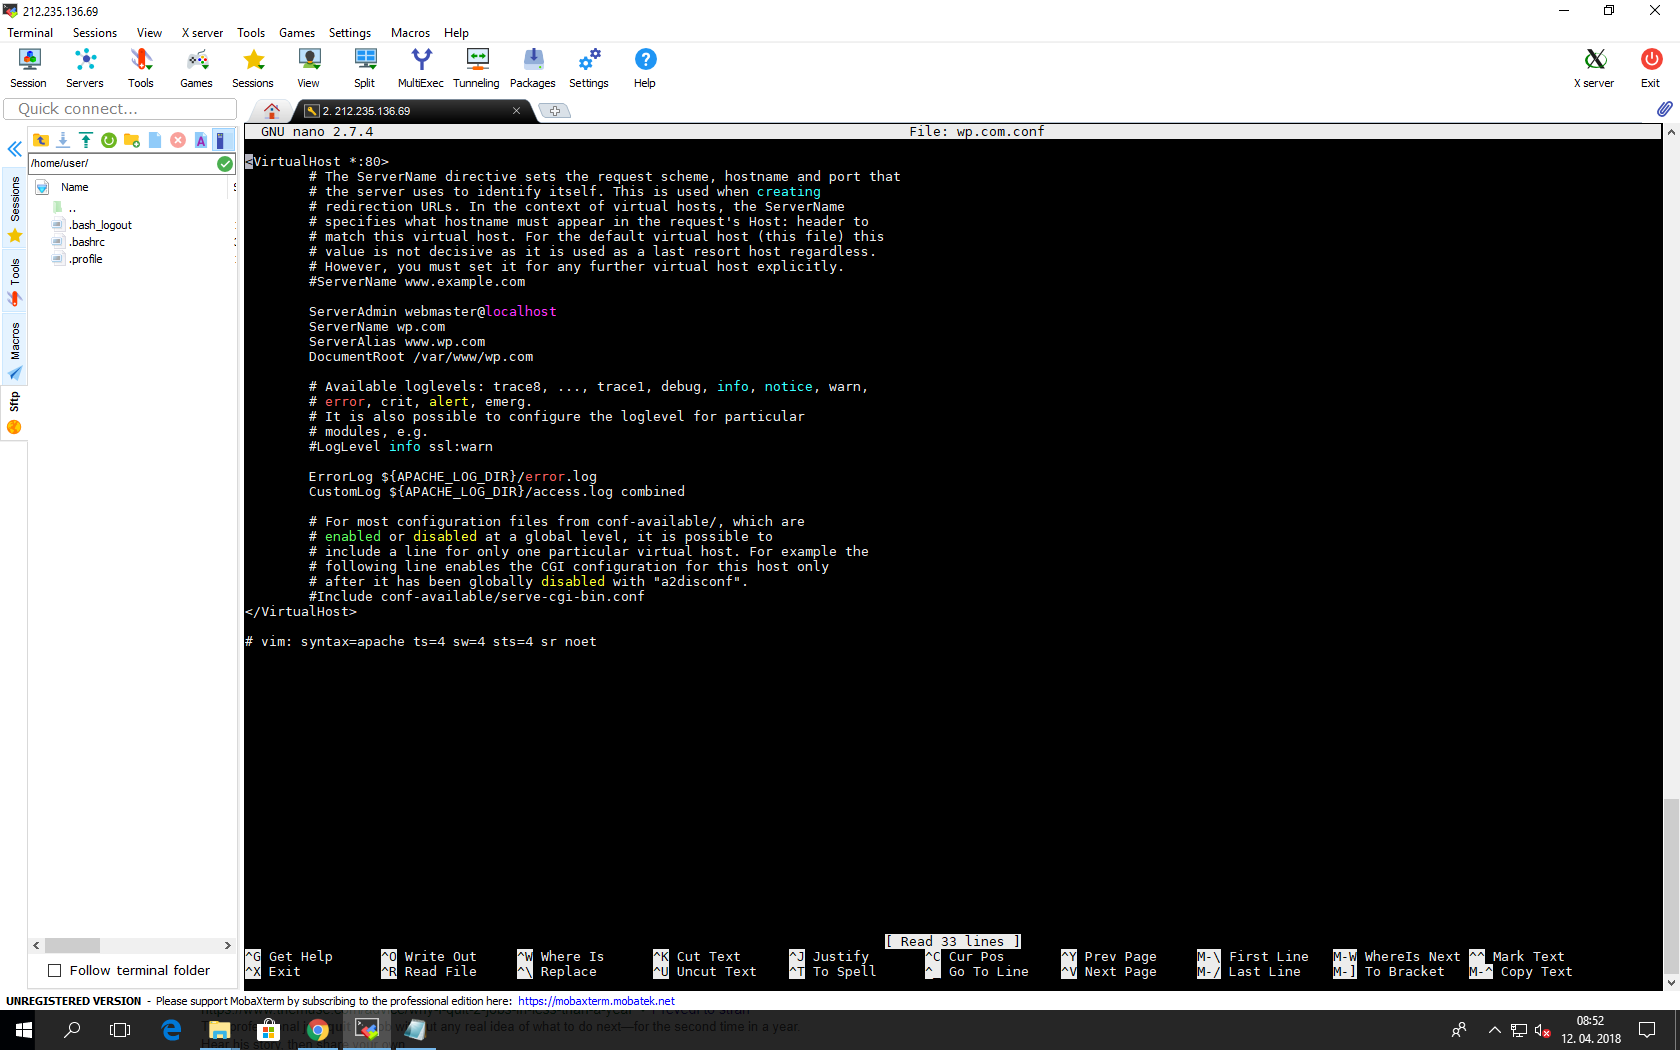 212.235.136.69
Terminal Sessions View X server Tools Games Settings Macros Help
Session Servers Tools Games Sessions View Split MultiExec Tunneling Packages Settings Help X server Exit
Quick connect...
2. 212.235.136.69
/home/user/
Name
..
.bash_logout
.bashrc
.profile
Sessions
Tools
Macros
Sftp
GNU nano 2.7.4 File: wp.com.conf
<VirtualHost *:80>
# The ServerName directive sets the request scheme, hostname and port that
# the server uses to identify itself. This is used when creating
# redirection URLs. In the context of virtual hosts, the ServerName
# specifies what hostname must appear in the request's Host: header to
# match this virtual host. For the default virtual host (this file) this
# value is not decisive as it is used as a last resort host regardless.
# However, you must set it for any further virtual host explicitly.
#ServerName www.example.com
ServerAdmin webmaster@localhost
ServerName wp.com
ServerAlias www.wp.com
DocumentRoot /var/www/wp.com
# Available loglevels: trace8, ..., trace1, debug, info, notice, warn,
# error, crit, alert, emerg.
# It is also possible to configure the loglevel for particular
# modules, e.g.
#LogLevel info ssl:warn
ErrorLog ${APACHE_LOG_DIR}/error.log
CustomLog ${APACHE_LOG_DIR}/access.log combined
# For most configuration files from conf-available/, which are
# enabled or disabled at a global level, it is possible to
# include a line for only one particular virtual host. For example the
# following line enables the CGI configuration for this host only
# after it has been globally disabled with "a2disconf".
#Include conf-available/serve-cgi-bin.conf
</VirtualHost>
# vim: syntax=apache ts=4 sw=4 sts=4 sr noet
[ Read 33 lines ]
^G Get Help ^O Write Out ^W Where Is ^K Cut Text ^J Justify ^C Cur Pos ^Y Prev Page M-\ First Line M-W WhereIs Next ^^ Mark Text
^X Exit ^R Read File ^\ Replace ^U Uncut Text ^T To Spell ^_ Go To Line ^V Next Page M-/ Last Line M-] To Bracket M-^ Copy Text
Follow terminal folder
UNREGISTERED VERSION - Please support MobaXterm by subscribing to the professional edition here: https://mobaxterm.mobatek.net
any real idea of what to do next—for the second time in a year.
08:52
12. 04. 2018